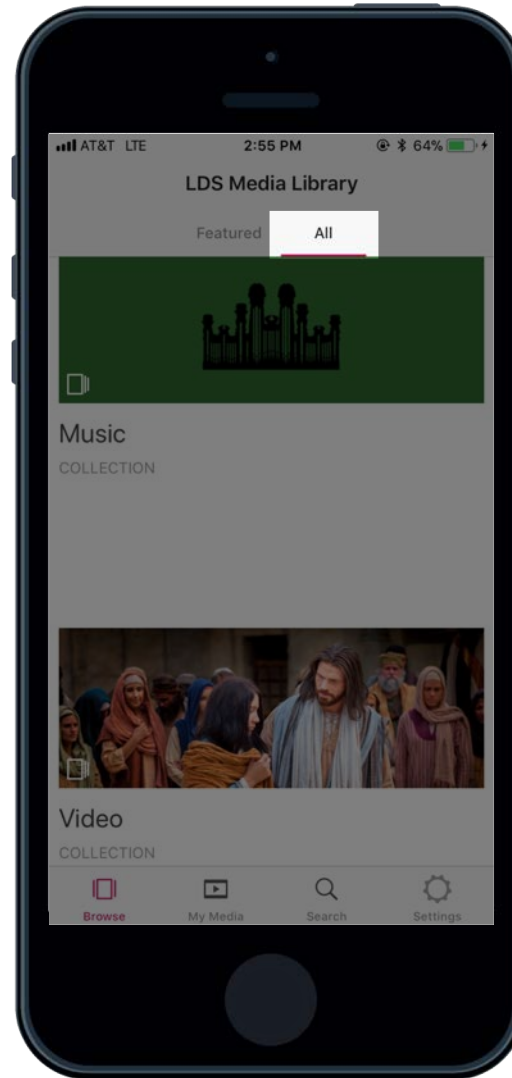 AT&T LTE 2:55 PM 64%
LDS Media Library
Featured All
Music
COLLECTION
Video
COLLECTION
Browse My Media Search Settings